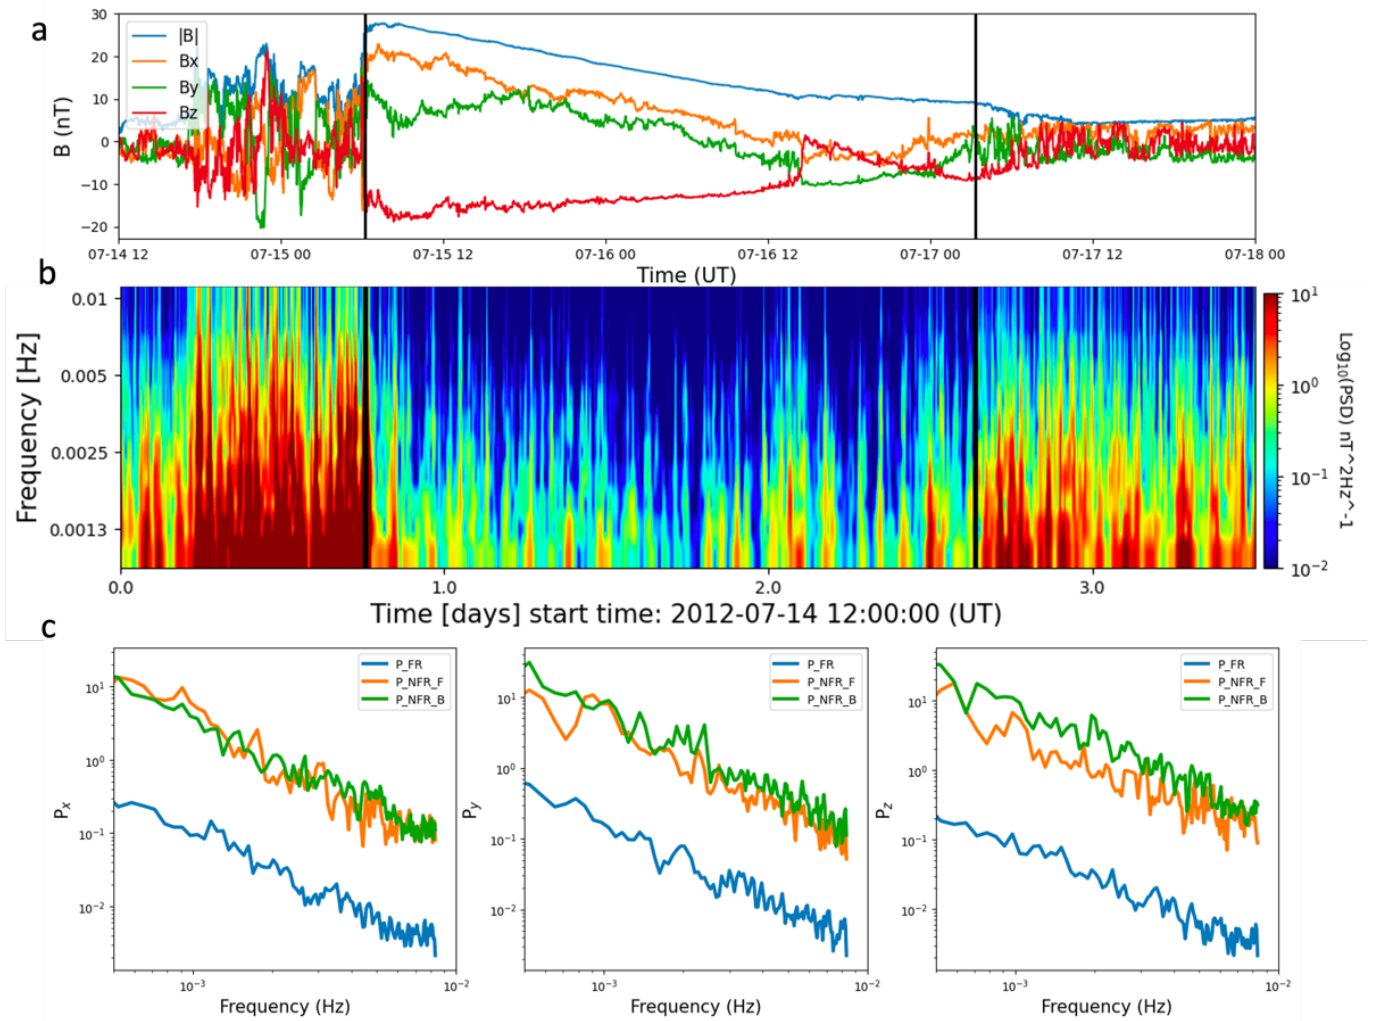 a
30
20
10
0
−10
−20
B (nT)
|B|
Bx
By
Bz
07-14 12
07-15 00
07-15 12
07-16 00
07-16 12
07-17 00
07-17 12
07-18 00
Time (UT)
b
0.01
0.005
0.0025
0.0013
Frequency [Hz]
0.0
1.0
2.0
3.0
Time [days] start time: 2012-07-14 12:00:00 (UT)
10^1
10^0
10^-1
10^-2
Log10(PSD) nT^2Hz^-1
c
P_FR
P_NFR_F
P_NFR_B
10^1
10^0
10^-1
10^-2
Px
10^-3
10^-2
Frequency (Hz)
P_FR
P_NFR_F
P_NFR_B
10^1
10^0
10^-1
10^-2
Py
10^-3
10^-2
Frequency (Hz)
P_FR
P_NFR_F
P_NFR_B
10^1
10^0
10^-1
10^-2
Pz
10^-3
10^-2
Frequency (Hz)